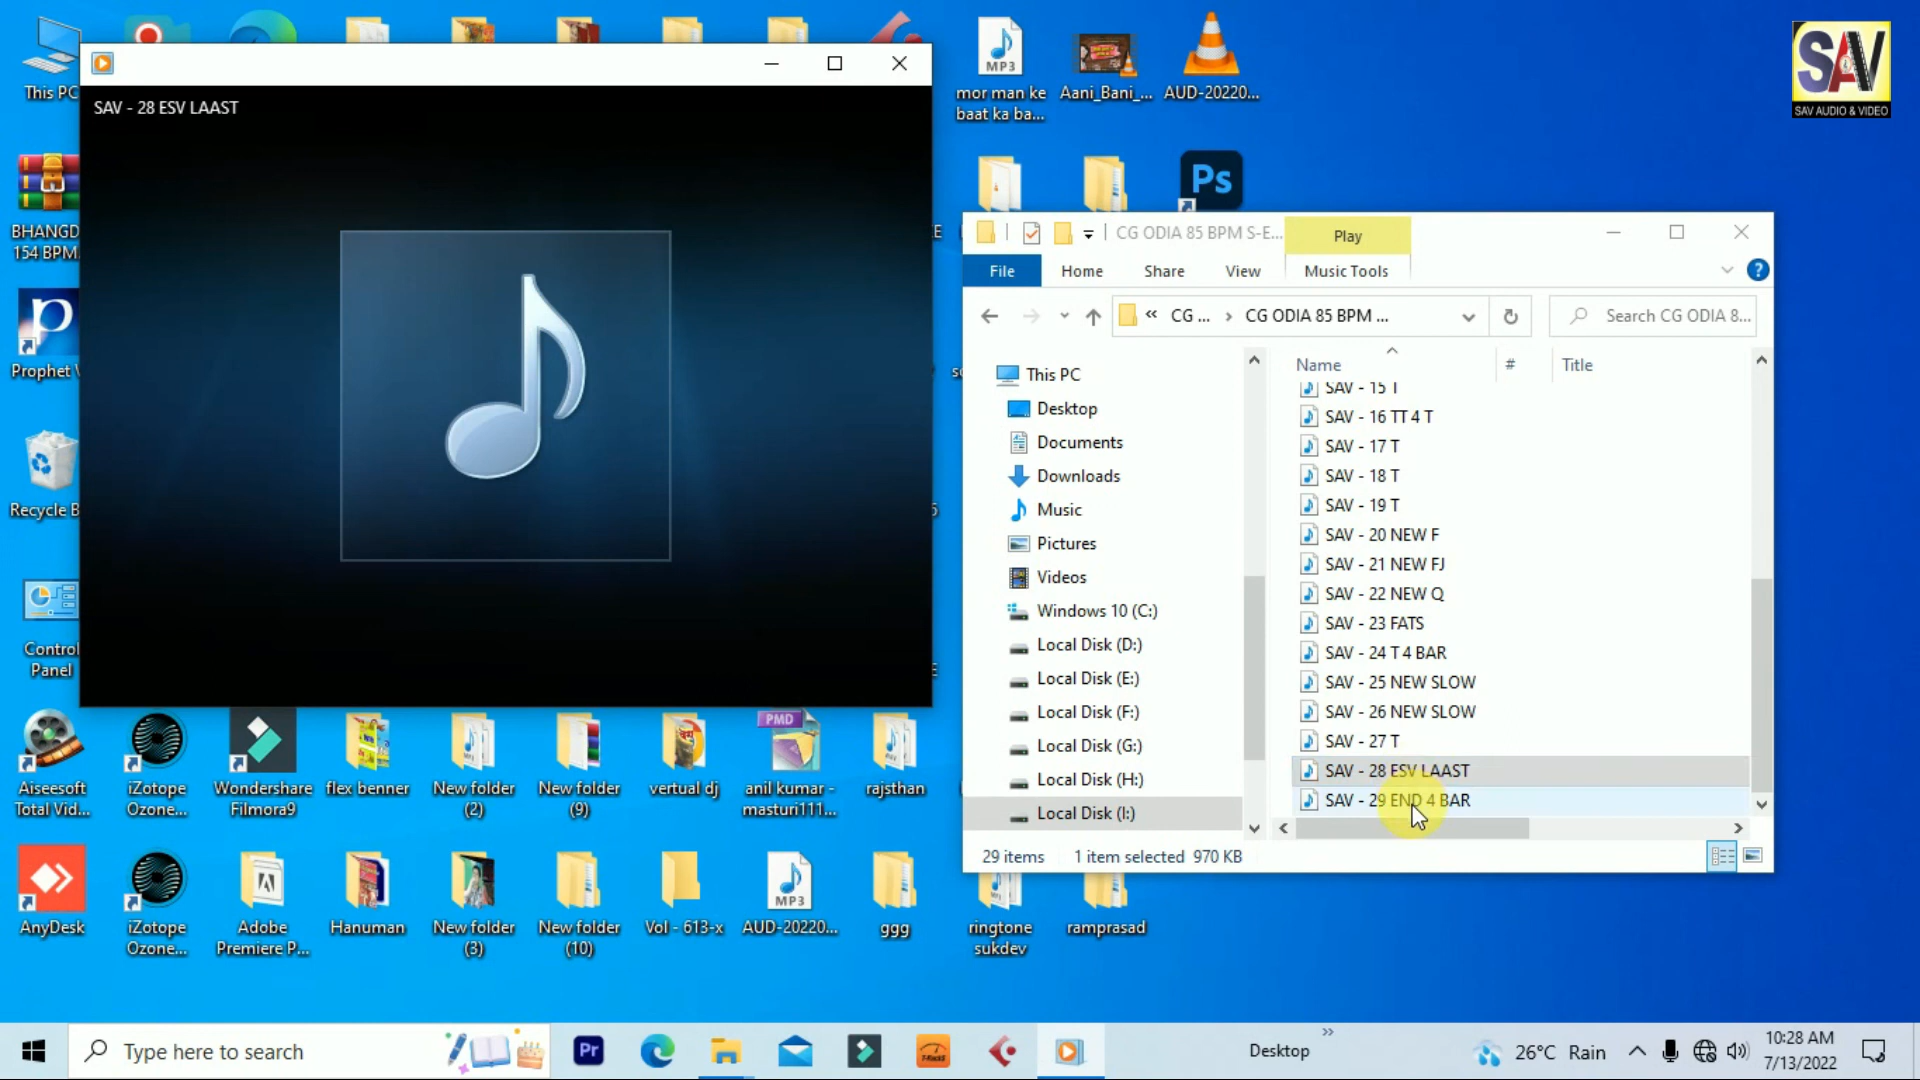 This PC
SAV - 28 ESV LAAST
MP3
mor man ke
baat ka ba...
Aani_Bani_...
AUD-20220...
SAV
SAV AUDIO & VIDEO
BHANGD
154 BPM
Ps
CG ODIA 85 BPM S-E...
Play
File
Home
Share
View
Music Tools
CG ...
CG ODIA 85 BPM ...
Search CG ODIA 8...
Name
#
Title
Prophet
Recycle B
Control
Panel
This PC
Desktop
Documents
Downloads
Music
Pictures
Videos
Windows 10 (C:)
Local Disk (D:)
Local Disk (E:)
Local Disk (F:)
Local Disk (G:)
Local Disk (H:)
Local Disk (I:)
SAV - 15 T
SAV - 16 TT 4 T
SAV - 17 T
SAV - 18 T
SAV - 19 T
SAV - 20 NEW F
SAV - 21 NEW FJ
SAV - 22 NEW Q
SAV - 23 FATS
SAV - 24 T 4 BAR
SAV - 25 NEW SLOW
SAV - 26 NEW SLOW
SAV - 27 T
SAV - 28 ESV LAAST
SAV - 29 END 4 BAR
29 items
1 item selected 970 KB
Aiseesoft
Total Vid...
iZotope
Ozone...
Wondershare
Filmora9
flex benner
New folder
(2)
New folder
(9)
vertual dj
PMD
anil kumar -
masturi111...
rajsthan
AnyDesk
iZotope
Ozone...
Adobe
Premiere P...
Hanuman
New folder
(3)
New folder
(10)
Vol - 613-x
MP3
AUD-20220...
ggg
MP3
ringtone
sukdev
ramprasad
Type here to search
Pr
Desktop
26°C Rain
10:28 AM
7/13/2022